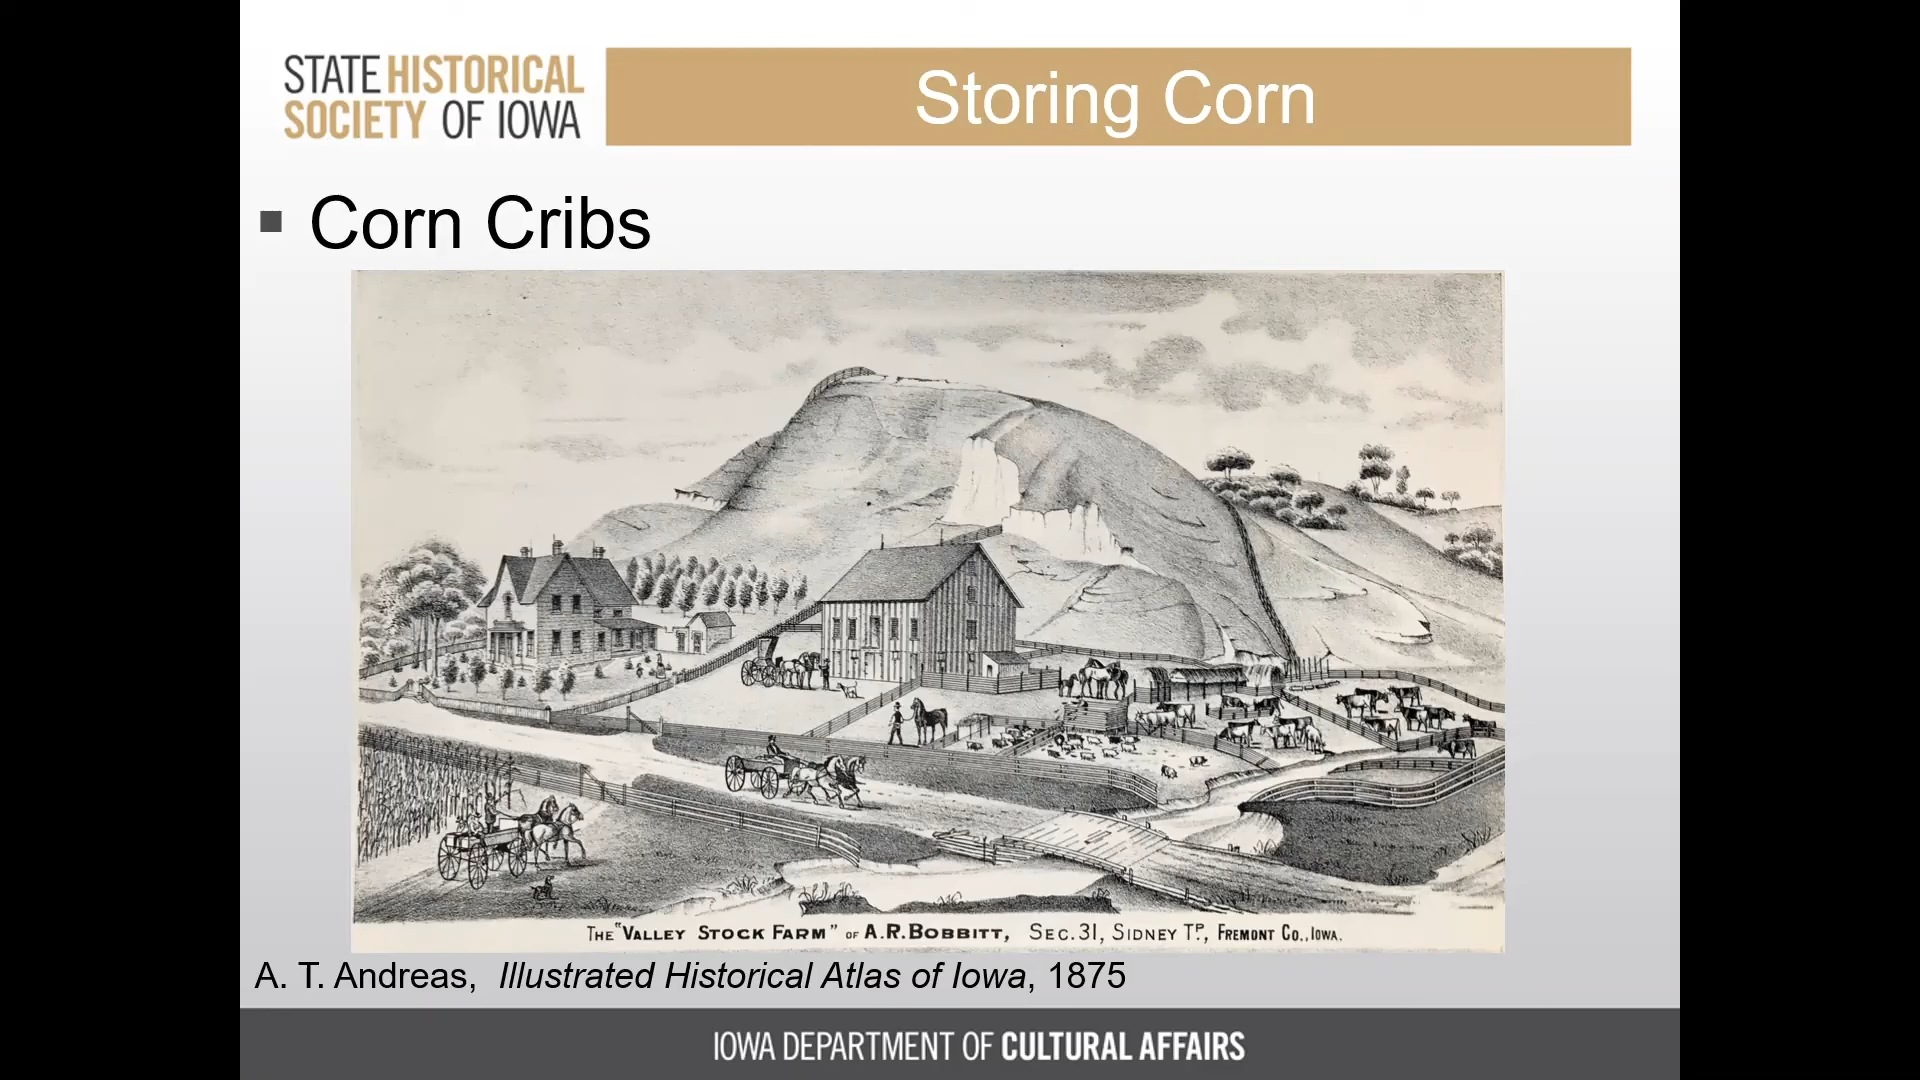 STATE HISTORICAL
SOCIETY OF IOWA
Storing Corn
▪ Corn Cribs
THE "VALLEY STOCK FARM" OF A.R.BOBBITT, SEC.31, SIDNEY TP., FREMONT CO., IOWA.
A. T. Andreas, Illustrated Historical Atlas of Iowa, 1875
IOWA DEPARTMENT OF CULTURAL AFFAIRS